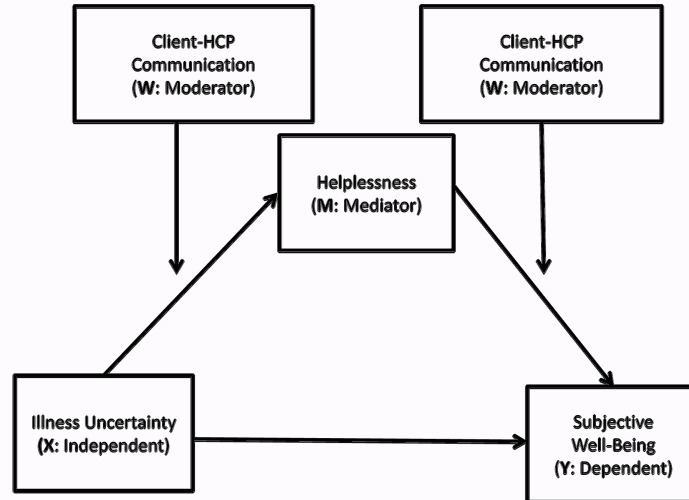 Client-HCP
Communication
(W: Moderator)
Client-HCP
Communication
(W: Moderator)
Helplessness
(M: Mediator)
Illness Uncertainty
(X: Independent)
Subjective
Well-Being
(Y: Dependent)